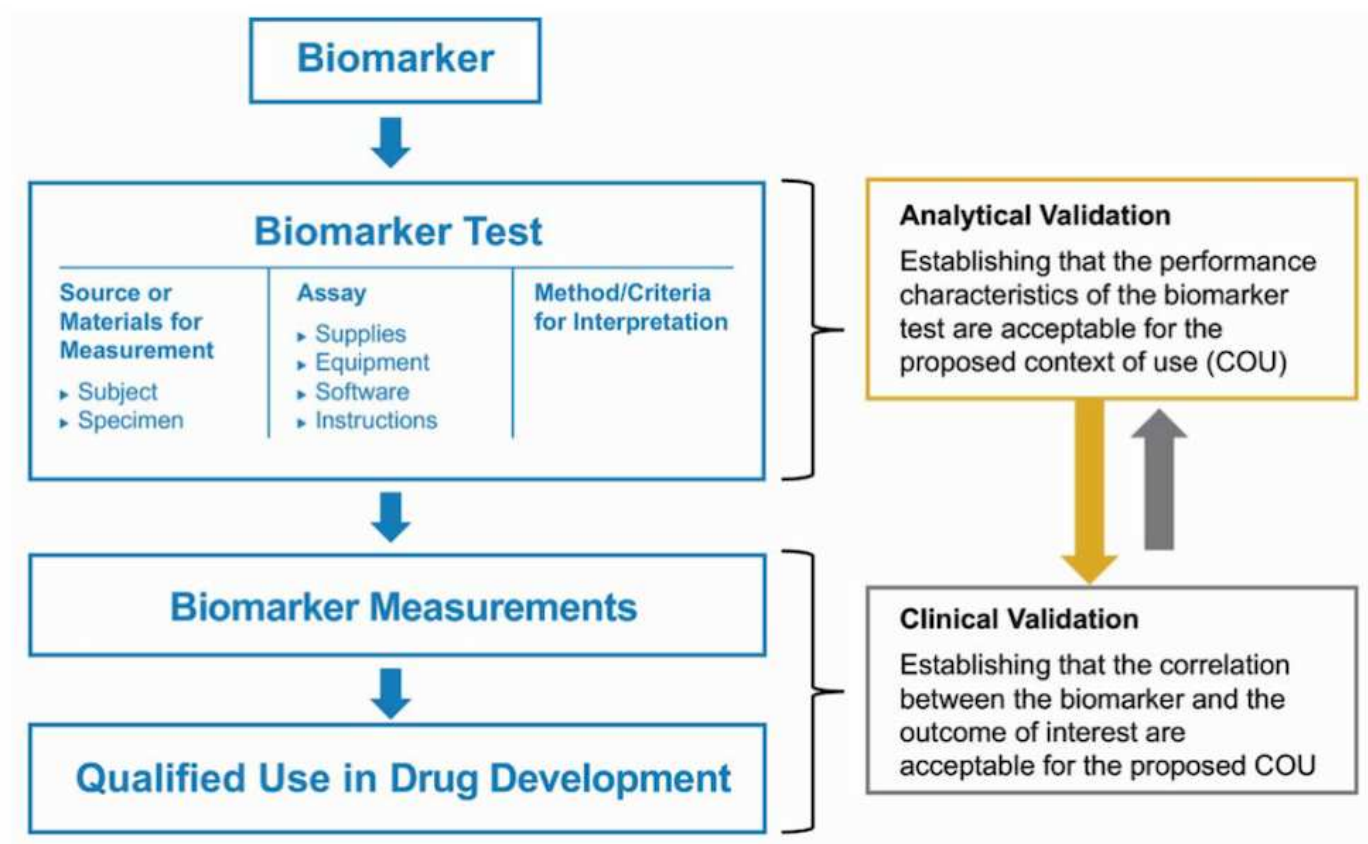 Biomarker
Biomarker Test
Source or
Materials for
Measurement
▸ Subject
▸ Specimen
Assay
▸ Supplies
▸ Equipment
▸ Software
▸ Instructions
Method/Criteria
for Interpretation
Biomarker Measurements
Qualified Use in Drug Development
Analytical Validation
Establishing that the performance
characteristics of the biomarker
test are acceptable for the
proposed context of use (COU)
Clinical Validation
Establishing that the correlation
between the biomarker and the
outcome of interest are
acceptable for the proposed COU